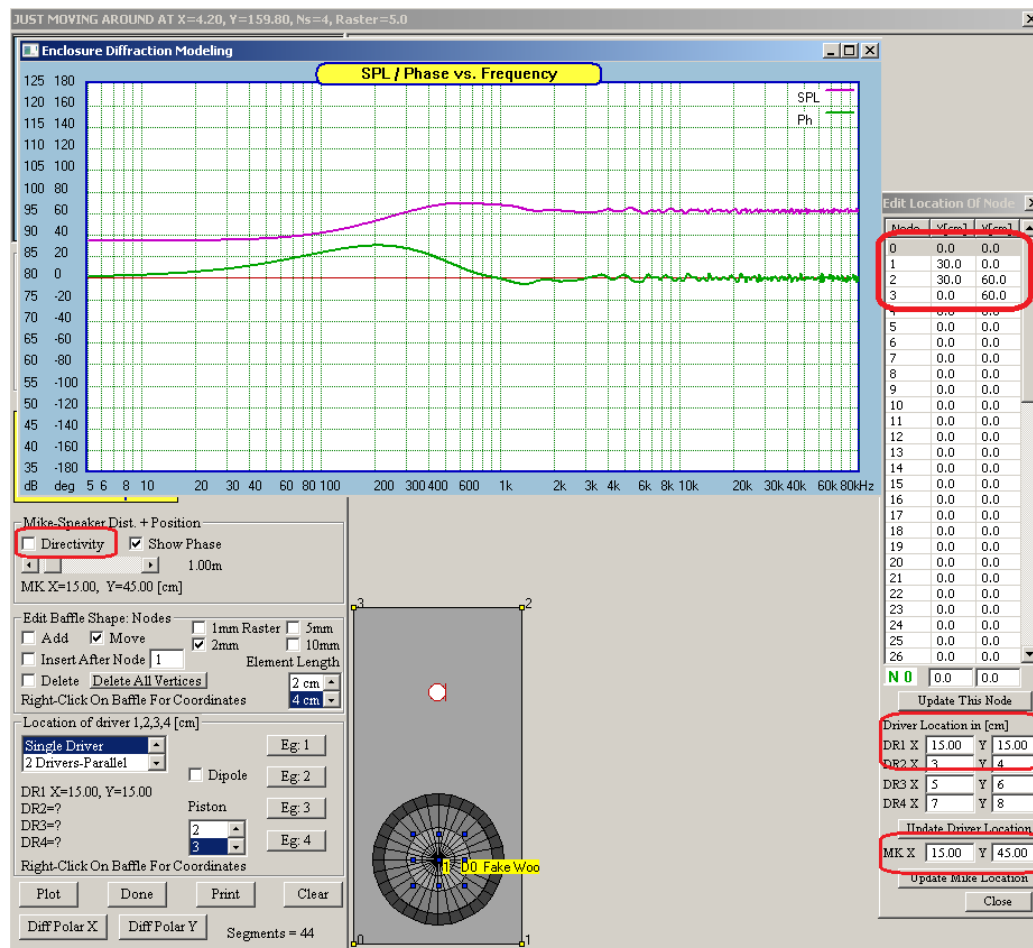 JUST MOVING AROUND AT X=4.20, Y=159.80, Ns=4, Raster=5.0
Enclosure Diffraction Modeling
SPL / Phase vs. Frequency
125 180
120 160
115 140
110 120
105 100
100 80
95 60
90 40
85 20
80 0
75 -20
70 -40
65 -60
60 -80
55 -100
50 -120
45 -140
40 -160
35 -180
SPL
Ph
dB deg 5 6 8 10 20 30 40 60 80 100 200 300 400 600 1k 2k 3k 4k 6k 8k 10k 20k 30k 40k 60k 80kHz
Mike-Speaker Dist. + Position
Directivity Show Phase
1.00m
MK X=15.00, Y=45.00 [cm]
Edit Baffle Shape: Nodes
Add Move 1mm Raster 5mm
2mm 10mm
Insert After Node 1 Element Length
Delete Delete All Vertices 2 cm
Right-Click On Baffle For Coordinates 4 cm
Location of driver 1,2,3,4 [cm]
Single Driver Eg: 1
2 Drivers-Parallel
Dipole Eg: 2
DR1 X=15.00, Y=15.00
DR2=? Piston
DR3=? 2 Eg: 3
DR4=? 3 Eg: 4
Right-Click On Baffle For Coordinates
Plot Done Print Clear
Diff Polar X Diff Polar Y Segments = 44
3 2
1 D0 Fake Woo
0 1
Edit Location Of Node
Node X[cm] Y[cm]
0 0.0 0.0
1 30.0 0.0
2 30.0 60.0
3 0.0 60.0
4 0.0 0.0
5 0.0 0.0
6 0.0 0.0
7 0.0 0.0
8 0.0 0.0
9 0.0 0.0
10 0.0 0.0
11 0.0 0.0
12 0.0 0.0
13 0.0 0.0
14 0.0 0.0
15 0.0 0.0
16 0.0 0.0
17 0.0 0.0
18 0.0 0.0
19 0.0 0.0
20 0.0 0.0
21 0.0 0.0
22 0.0 0.0
23 0.0 0.0
24 0.0 0.0
25 0.0 0.0
26 0.0 0.0
N 0 0.0 0.0
Update This Node
Driver Location in [cm]
DR1 X 15.00 Y 15.00
DR2 X 3 Y 4
DR3 X 5 Y 6
DR4 X 7 Y 8
Update Driver Location
MK X 15.00 Y 45.00
Update Mike Location
Close